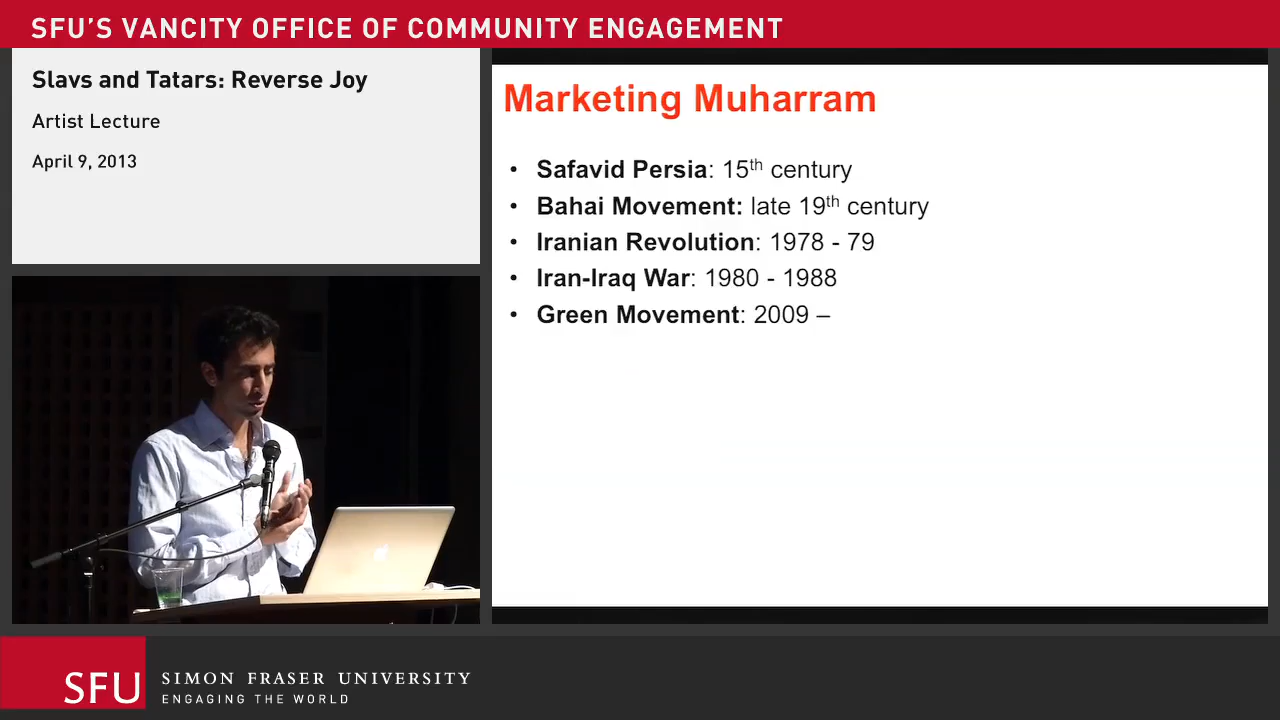 SFU'S VANCITY OFFICE OF COMMUNITY ENGAGEMENT
Slavs and Tatars: Reverse Joy
Artist Lecture
April 9, 2013
Marketing Muharram
• Safavid Persia: 15th century
• Bahai Movement: late 19th century
• Iranian Revolution: 1978 - 79
• Iran-Iraq War: 1980 - 1988
• Green Movement: 2009 –
SFU SIMON FRASER UNIVERSITY
ENGAGING THE WORLD